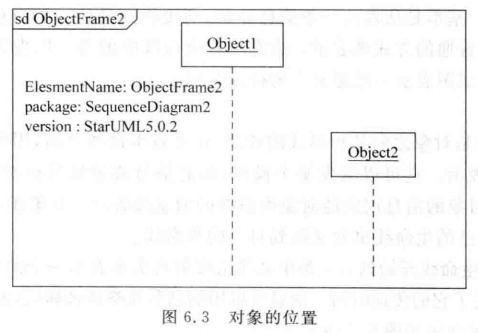 sd ObjectFrame2
Object1
ElesmentName: ObjectFrame2
package: SequenceDiagram2
version : StarUML5.0.2
Object2
图 6.3 对象的位置